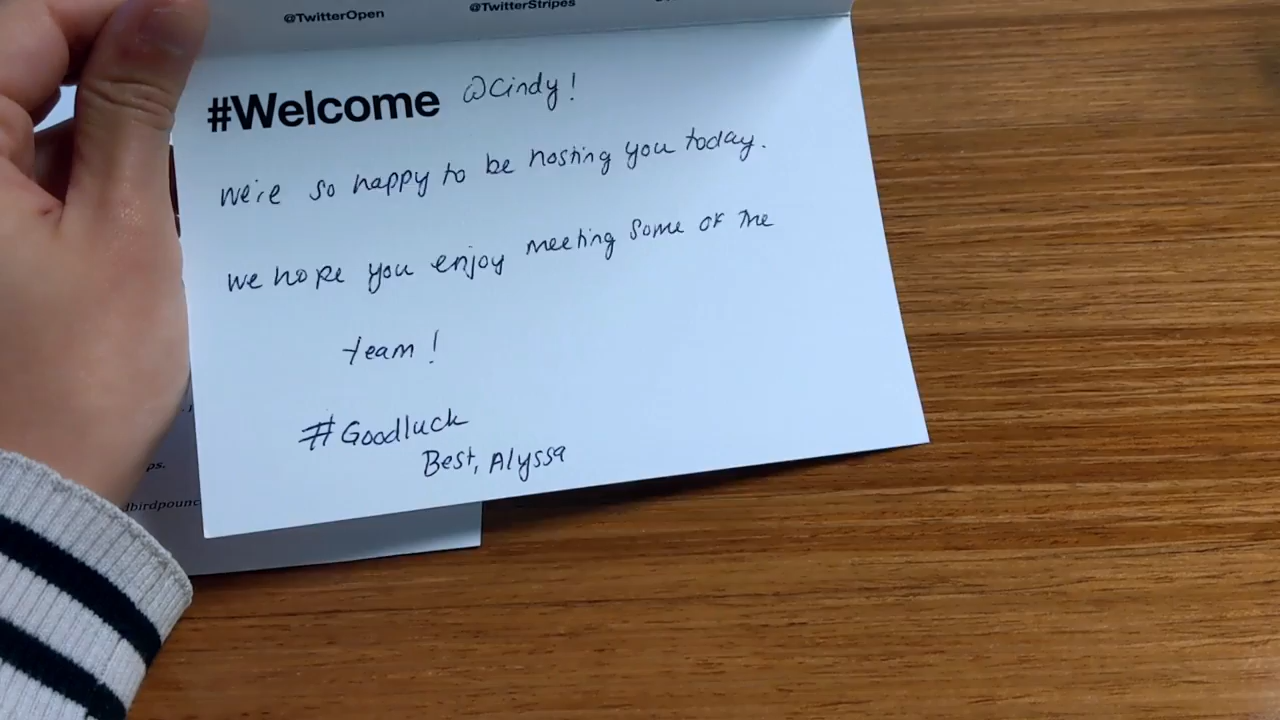 @TwitterOpen @TwitterStripes
#Welcome @Cindy!
We're so happy to be hosting you today.
We hope you enjoy meeting some of the
team!
#Goodluck
Best, Alyssa
ps.